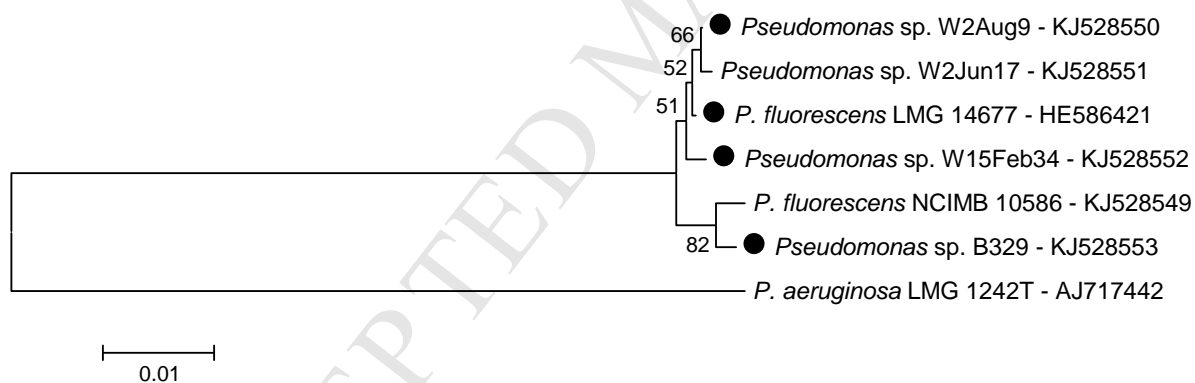 66
Pseudomonas sp. W2Aug9 - KJ528550
52
Pseudomonas sp. W2Jun17 - KJ528551
51
P. fluorescens LMG 14677 - HE586421
Pseudomonas sp. W15Feb34 - KJ528552
P. fluorescens NCIMB 10586 - KJ528549
82
Pseudomonas sp. B329 - KJ528553
P. aeruginosa LMG 1242T - AJ717442
0.01
PTED M